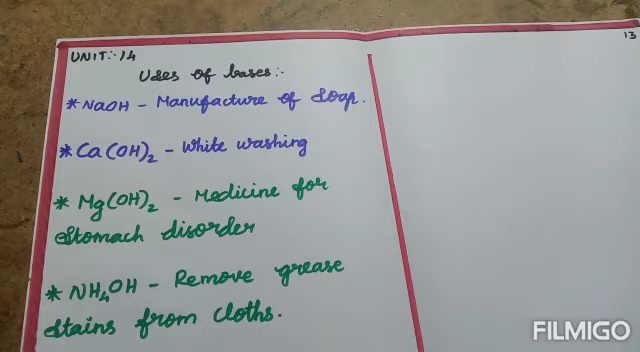 UNIT:- 14
13
Uses of bases:-
* NaOH - Manufacture of Soap.
* Ca(OH)₂ - White washing
* Mg(OH)₂ - Medicine for
Stomach disorder
* NH₄OH - Remove grease
stains from cloths.
FILMIGO